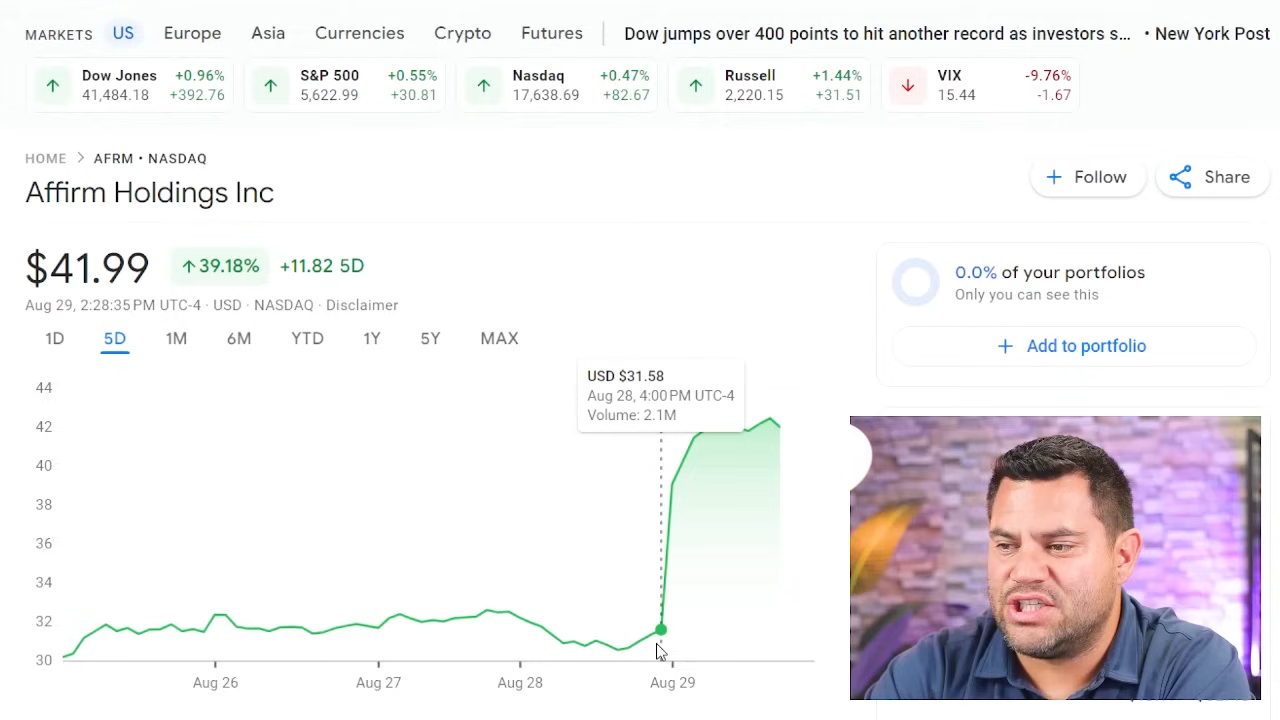 MARKETS US Europe Asia Currencies Crypto Futures Dow jumps over 400 points to hit another record as investors s... • New York Post
Dow Jones +0.96% S&P 500 +0.55% Nasdaq +0.47% Russell +1.44% VIX -9.76%
41,484.18 +392.76 5,622.99 +30.81 17,638.69 +82.67 2,220.15 +31.51 15.44 -1.67
HOME > AFRM • NASDAQ
Affirm Holdings Inc
+ Follow Share
$41.99 ↑39.18% +11.82 5D
Aug 29, 2:28:35 PM UTC-4 · USD · NASDAQ · Disclaimer
0.0% of your portfolios
Only you can see this
+ Add to portfolio
1D 5D 1M 6M YTD 1Y 5Y MAX
USD $31.58
Aug 28, 4:00 PM UTC-4
Volume: 2.1M
44
42
40
38
36
34
32
30
Aug 26 Aug 27 Aug 28 Aug 29